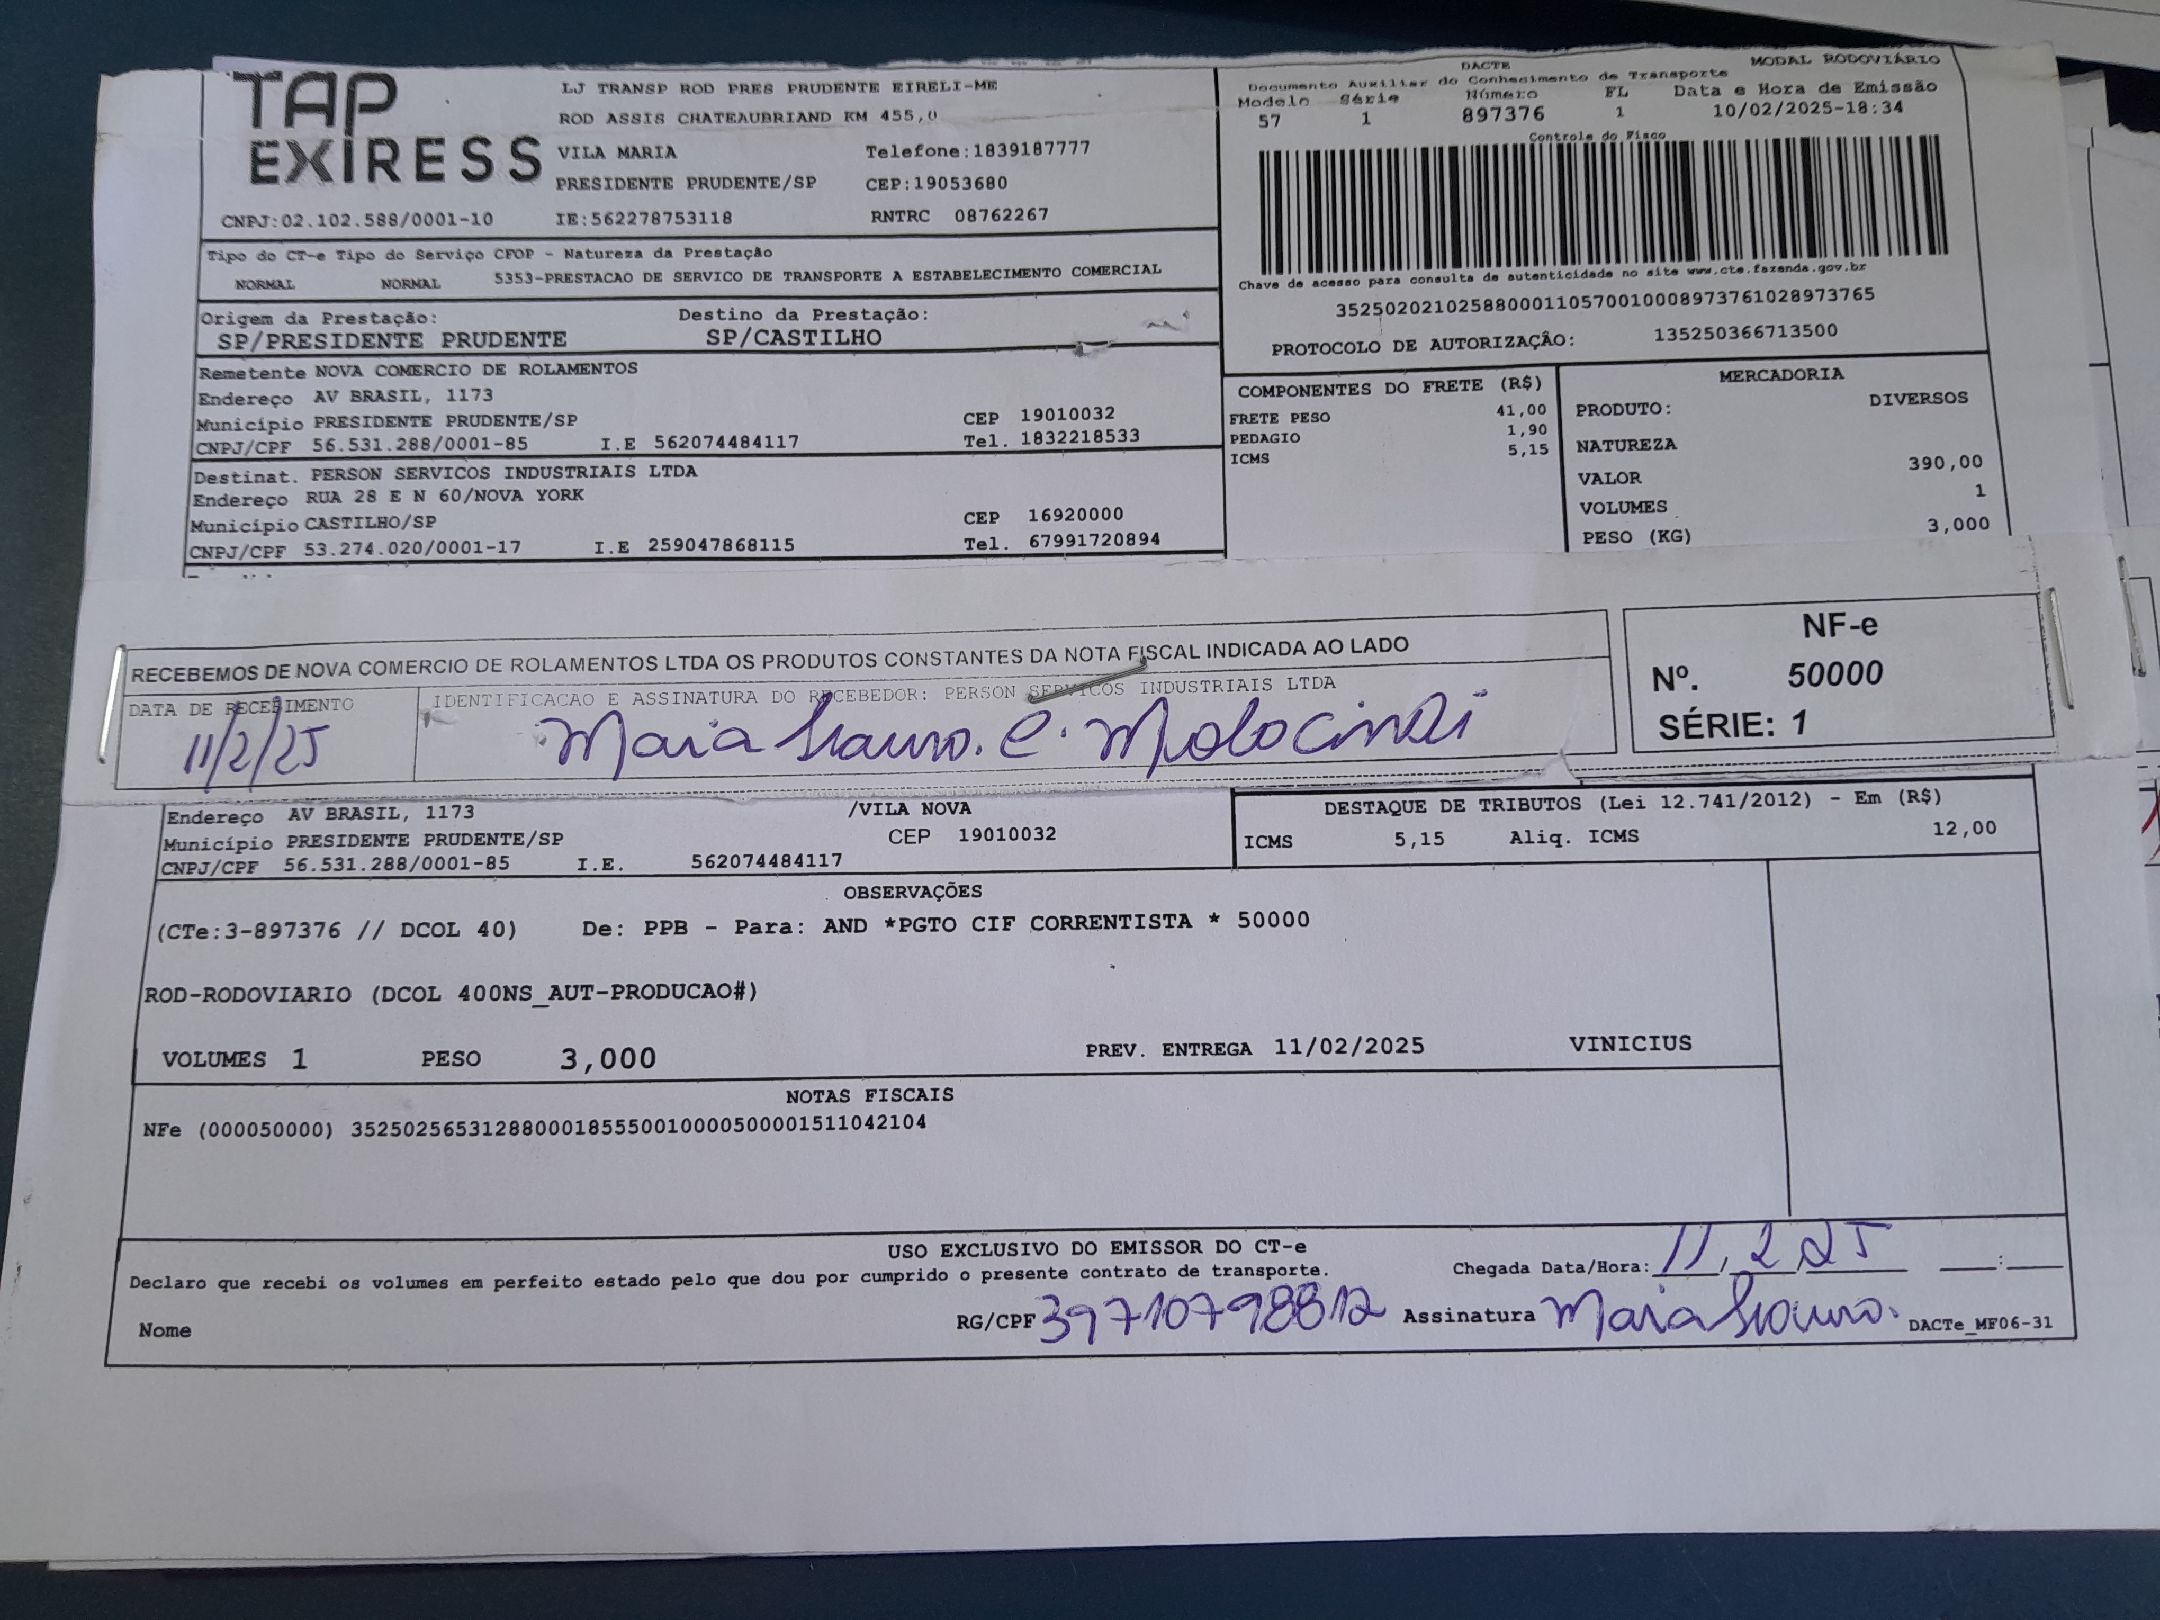 TAP
EXIRESS
LJ TRANSP ROD PRES PRUDENTE EIRELI-ME
ROD ASSIS CHATEAUBRIAND KM 455,0
VILA MARIA Telefone:1839187777
PRESIDENTE PRUDENTE/SP CEP:19053680
CNPJ:02.102.588/0001-10 IE:562278753118 RNTRC 08762267
DACTE MODAL RODOVIÁRIO
Documento Auxiliar do Conhecimento de Transporte
Modelo Série Número FL Data e Hora de Emissão
57 1 897376 1 10/02/2025-18:34
Controle do Fisco
Chave de acesso para consulta de autenticidade no site www.cte.fazenda.gov.br
35250202102588000110570010008973761028973765
PROTOCOLO DE AUTORIZAÇÃO: 135250366713500
Tipo do CT-e Tipo do Serviço CFOP - Natureza da Prestação
NORMAL NORMAL 5353-PRESTACAO DE SERVICO DE TRANSPORTE A ESTABELECIMENTO COMERCIAL
Origem da Prestação: Destino da Prestação:
SP/PRESIDENTE PRUDENTE SP/CASTILHO
Remetente NOVA COMERCIO DE ROLAMENTOS
Endereço AV BRASIL, 1173
Município PRESIDENTE PRUDENTE/SP CEP 19010032
CNPJ/CPF 56.531.288/0001-85 I.E 562074484117 Tel. 1832218533
Destinat. PERSON SERVICOS INDUSTRIAIS LTDA
Endereço RUA 28 E N 60/NOVA YORK
Município CASTILHO/SP CEP 16920000
CNPJ/CPF 53.274.020/0001-17 I.E 259047868115 Tel. 67991720894
COMPONENTES DO FRETE (R$)
FRETE PESO 41,00
PEDAGIO 1,90
ICMS 5,15
MERCADORIA
PRODUTO: DIVERSOS
NATUREZA
VALOR 390,00
VOLUMES 1
PESO (KG) 3,000
RECEBEMOS DE NOVA COMERCIO DE ROLAMENTOS LTDA OS PRODUTOS CONSTANTES DA NOTA FISCAL INDICADA AO LADO
DATA DE RECEBIMENTO IDENTIFICACAO E ASSINATURA DO RECEBEDOR: PERSON SERVICOS INDUSTRIAIS LTDA
11/2/25 Maia
NF-e
Nº. 50000
SÉRIE: 1
Endereço AV BRASIL, 1173 /VILA NOVA
Município PRESIDENTE PRUDENTE/SP CEP 19010032
CNPJ/CPF 56.531.288/0001-85 I.E. 562074484117
DESTAQUE DE TRIBUTOS (Lei 12.741/2012) - Em (R$)
ICMS 5,15 Aliq. ICMS 12,00
OBSERVAÇÕES
(CTe:3-897376 // DCOL 40) De: PPB - Para: AND *PGTO CIF CORRENTISTA * 50000
ROD-RODOVIARIO (DCOL 400NS_AUT-PRODUCAO#)
VOLUMES 1 PESO 3,000 PREV. ENTREGA 11/02/2025 VINICIUS
NOTAS FISCAIS
NFe (000050000) 35250256531288000185550010000500001511042104
USO EXCLUSIVO DO EMISSOR DO CT-e
Declaro que recebi os volumes em perfeito estado pelo que dou por cumprido o presente contrato de transporte. Chegada Data/Hora: 11/2/25
Nome RG/CPF 39710798812 Assinatura Maia DACTe_MF06-31